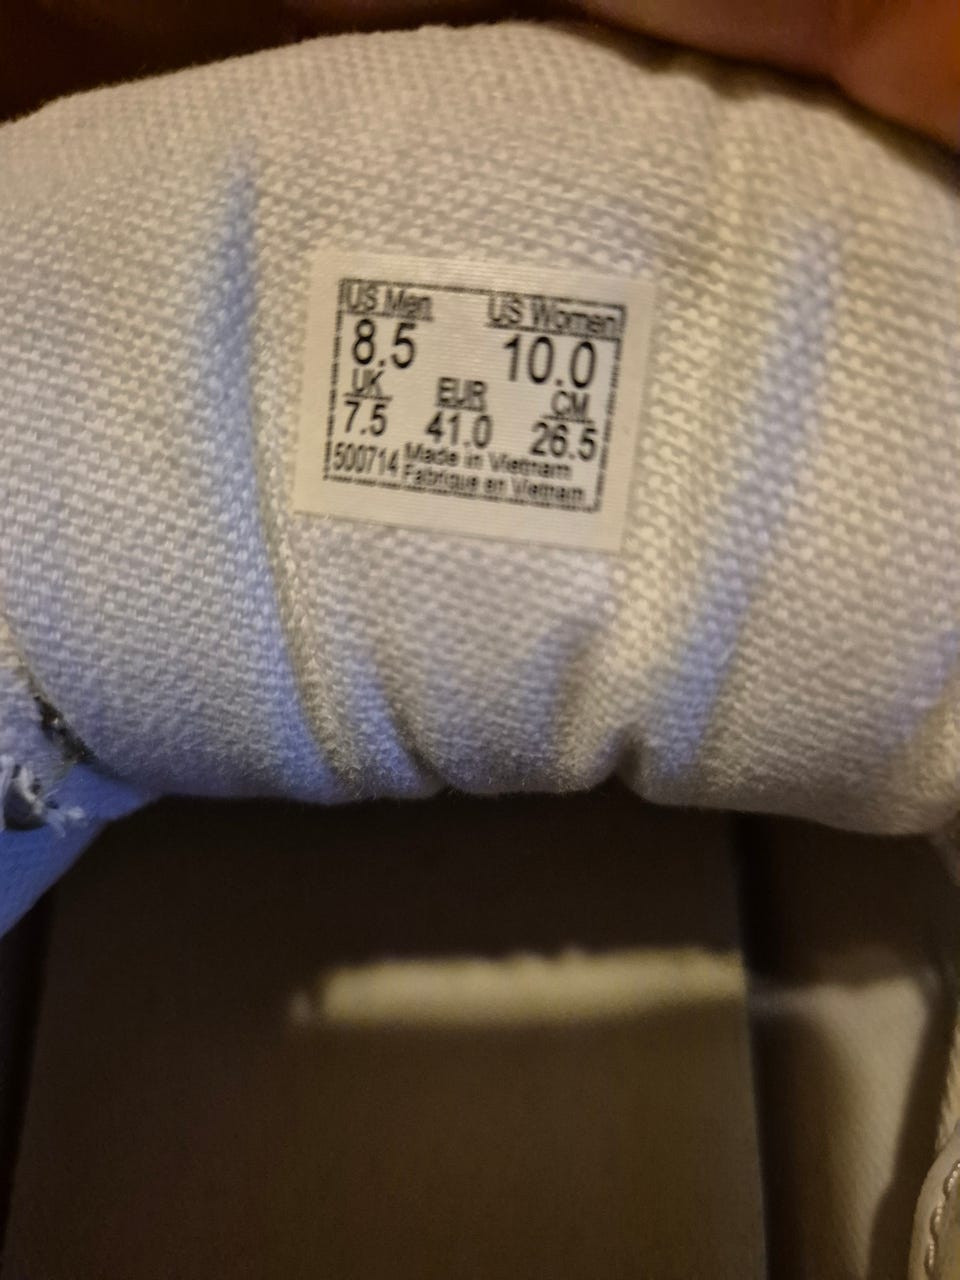 US Men US Women
8.5 10.0
UK EUR CM
7.5 41.0 26.5
500714 Made in Vietnam
Fabrique en Vietnam